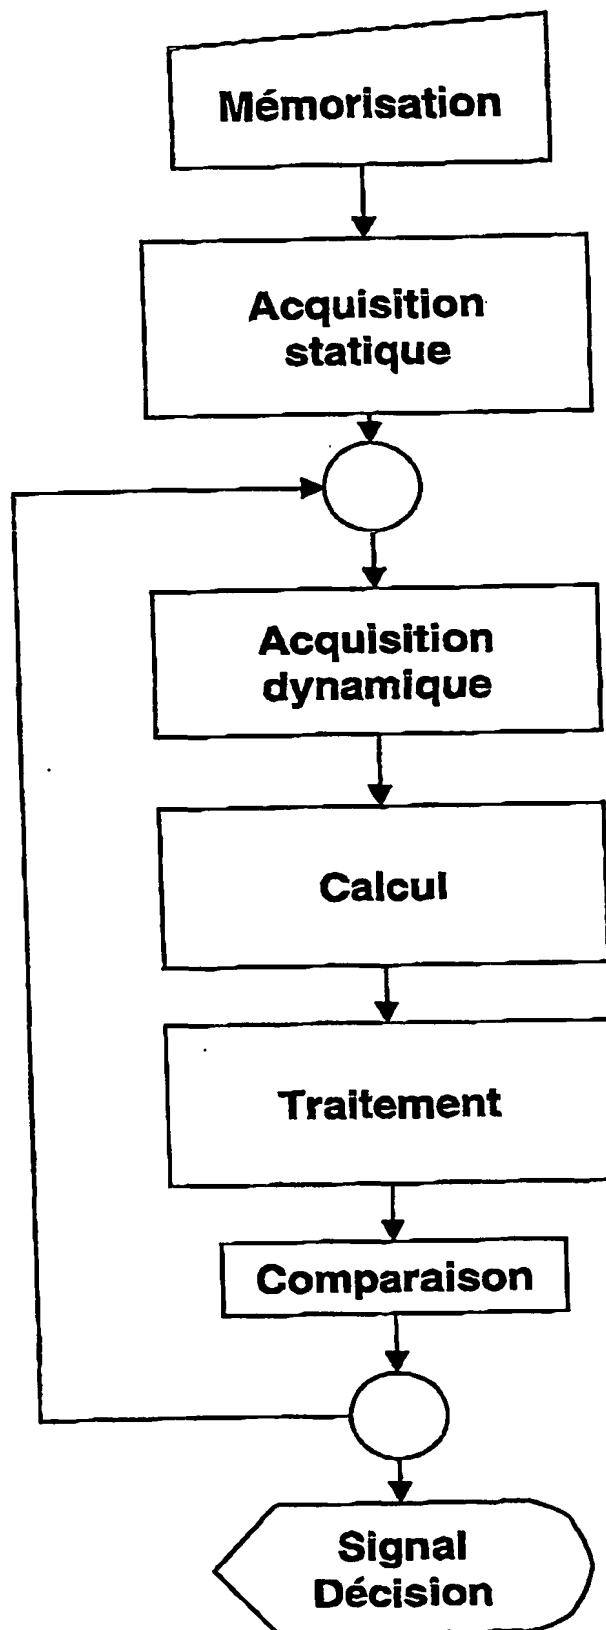 Mémorisation
Acquisition
statique
Acquisition
dynamique
Calcul
Traitement
Comparaison
Signal
Décision